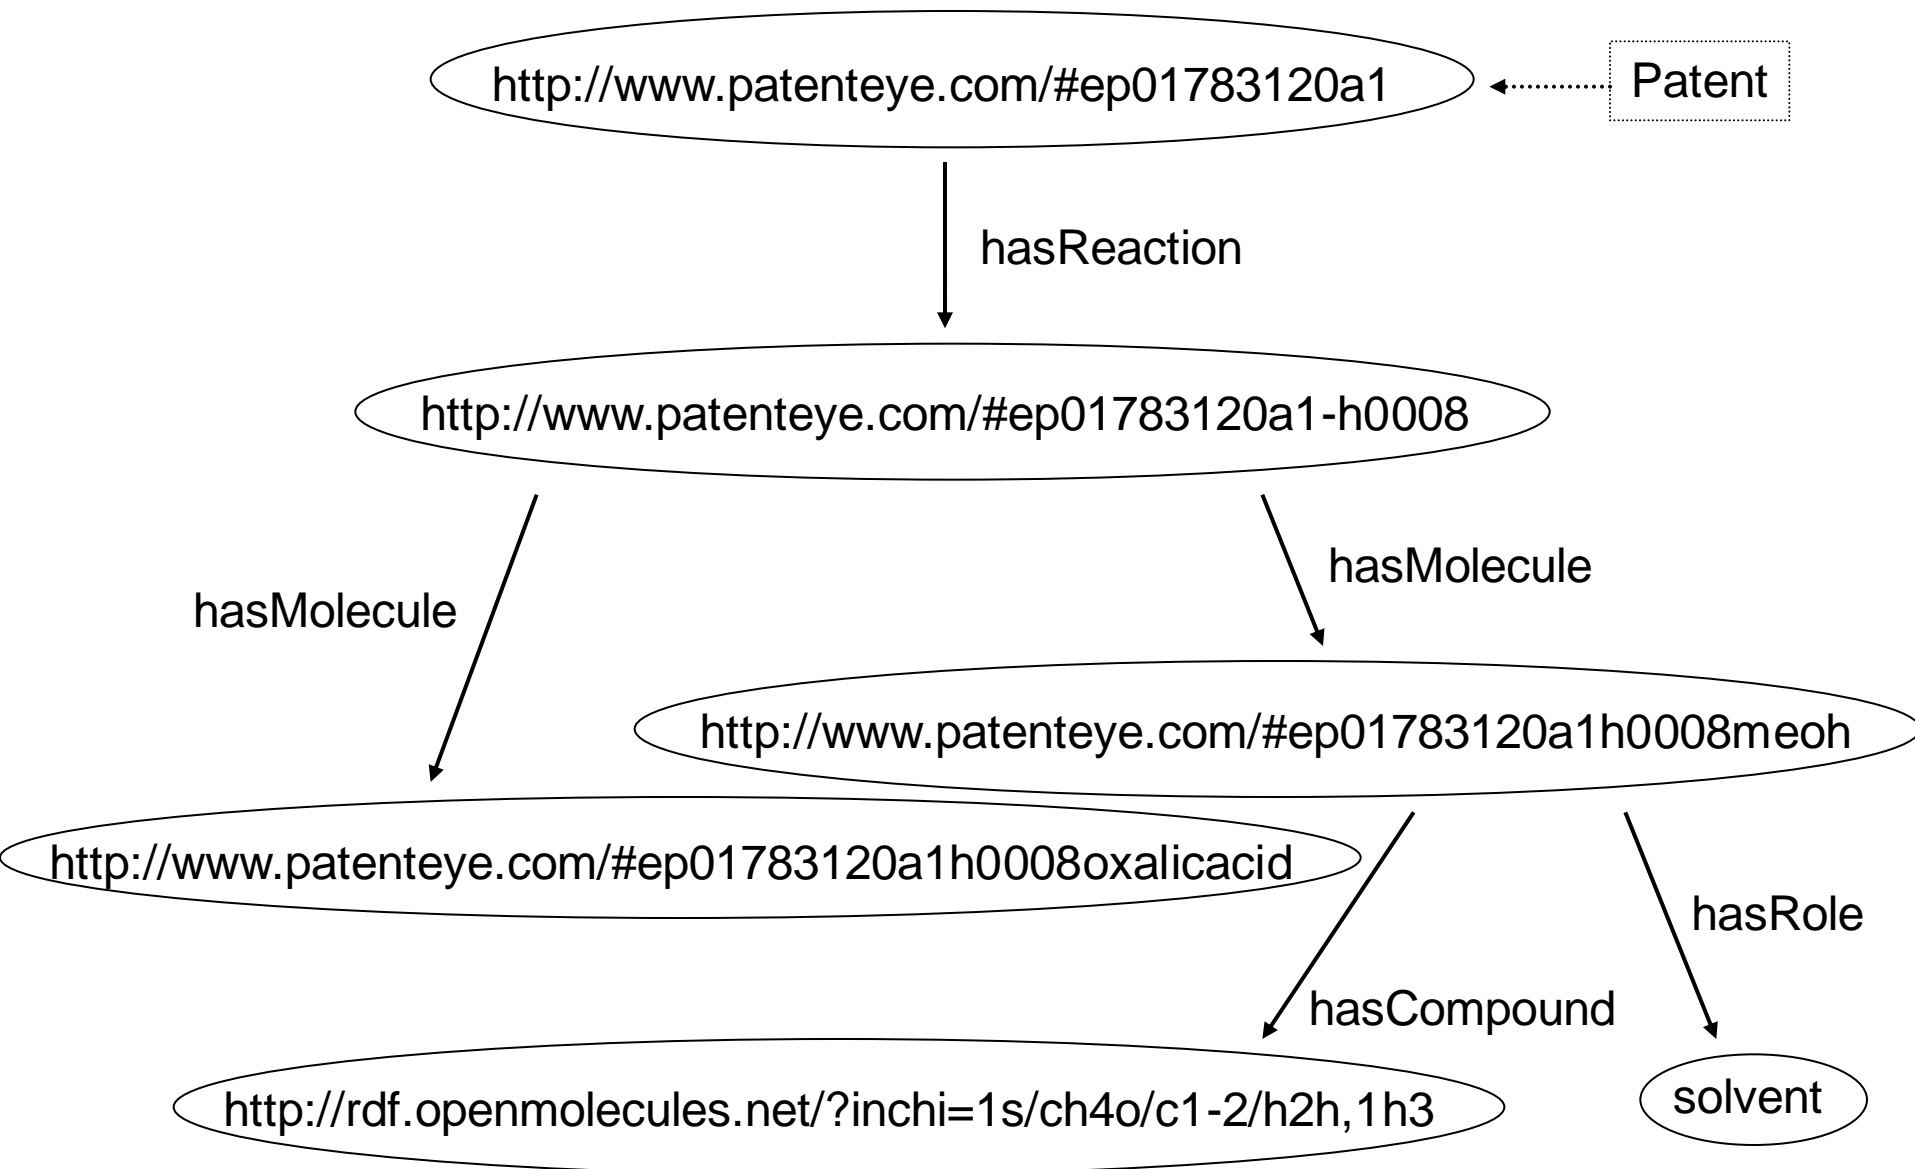 http://www.patenteye.com/#ep01783120a1
Patent
hasReaction
http://www.patenteye.com/#ep01783120a1-h0008
hasMolecule
hasMolecule
http://www.patenteye.com/#ep01783120a1h0008meoh
http://www.patenteye.com/#ep01783120a1h0008oxalicacid
hasRole
hasCompound
http://rdf.openmolecules.net/?inchi=1s/ch4o/c1-2/h2h,1h3
solvent